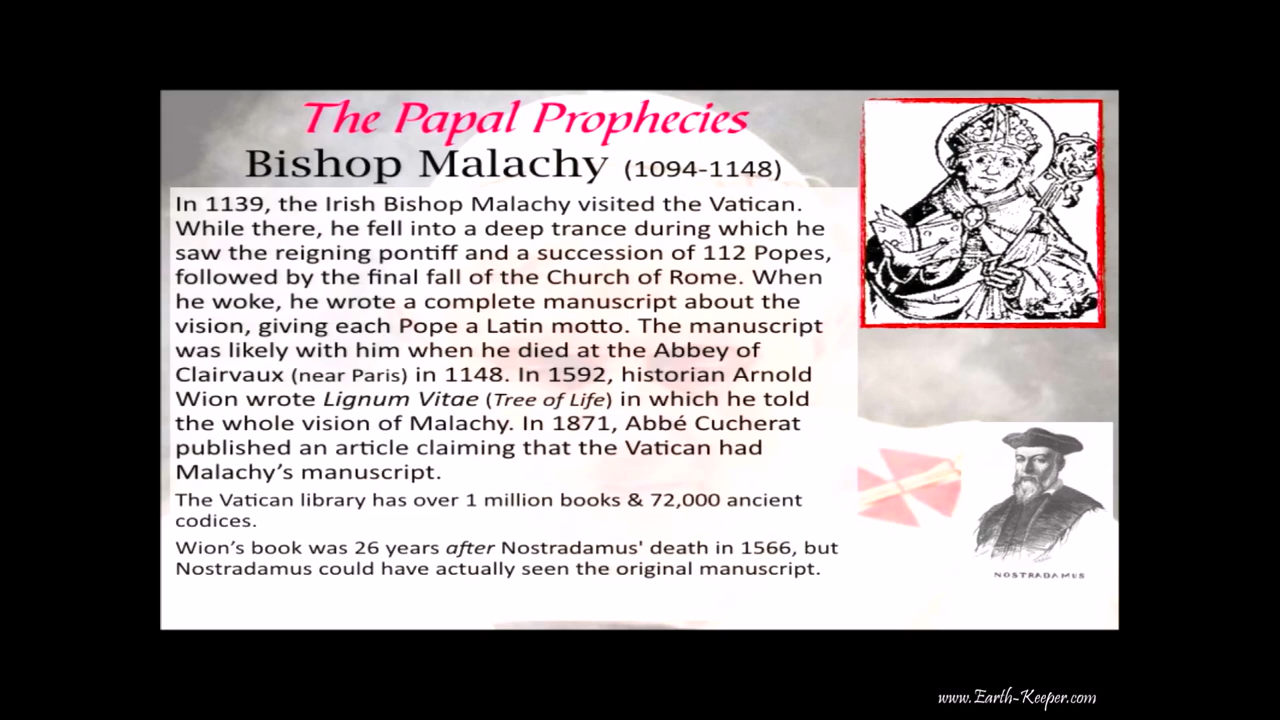 The Papal Prophecies
Bishop Malachy (1094-1148)
In 1139, the Irish Bishop Malachy visited the Vatican.
While there, he fell into a deep trance during which he
saw the reigning pontiff and a succession of 112 Popes,
followed by the final fall of the Church of Rome. When
he woke, he wrote a complete manuscript about the
vision, giving each Pope a Latin motto. The manuscript
was likely with him when he died at the Abbey of
Clairvaux (near Paris) in 1148. In 1592, historian Arnold
Wion wrote Lignum Vitae (Tree of Life) in which he told
the whole vision of Malachy. In 1871, Abbé Cucherat
published an article claiming that the Vatican had
Malachy’s manuscript.
The Vatican library has over 1 million books & 72,000 ancient
codices.
Wion’s book was 26 years after Nostradamus' death in 1566, but
Nostradamus could have actually seen the original manuscript.
NOSTRADAMUS
www.Earth-Keeper.com